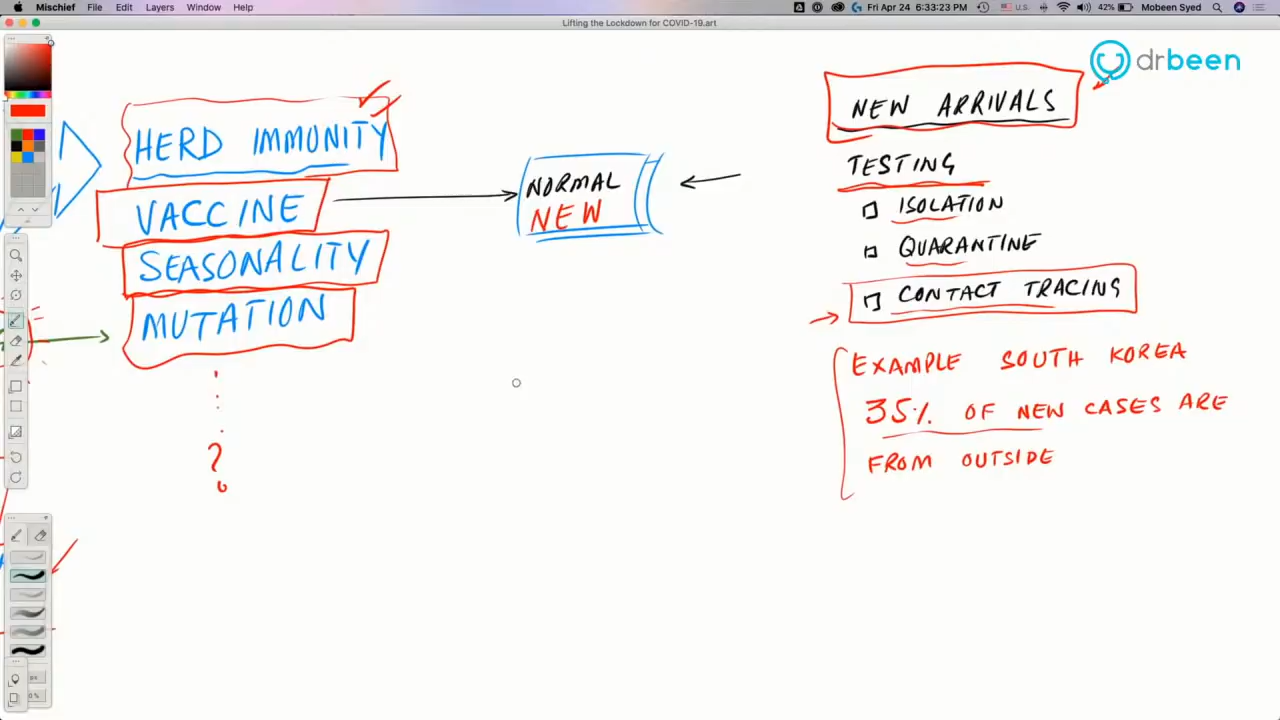 Mischief File Edit Layers Window Help
42% Fri Apr 24 6:33:23 PM U.S. Mobeen Syed
Lifting the Lockdown for COVID-19.art
drbeen
HERD IMMUNITY
VACCINE
SEASONALITY
MUTATION
?
NORMAL
NEW
NEW ARRIVALS
TESTING
ISOLATION
QUARANTINE
CONTACT TRACING
EXAMPLE SOUTH KOREA
35% OF NEW CASES ARE
FROM OUTSIDE